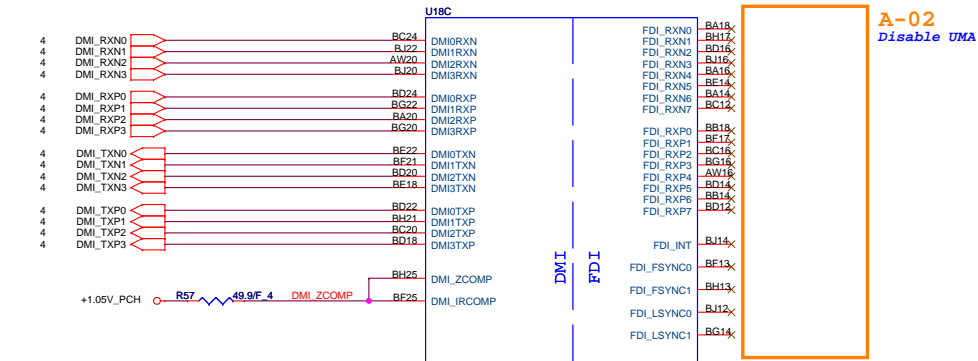 U18C
A-02
Disable UMA
4 DMI_RXN0 BC24 DMI0RXN FDI_RXN0 BA18
4 DMI_RXN1 BJ22 DMI1RXN FDI_RXN1 BH17
4 DMI_RXN2 AW20 DMI2RXN FDI_RXN2 BD16
4 DMI_RXN3 BJ20 DMI3RXN FDI_RXN3 BJ16
FDI_RXN4 BA16
FDI_RXN5 BE14
4 DMI_RXP0 BD24 DMI0RXP FDI_RXN6 BA14
4 DMI_RXP1 BG22 DMI1RXP FDI_RXN7 BC12
4 DMI_RXP2 BA20 DMI2RXP
4 DMI_RXP3 BG20 DMI3RXP FDI_RXP0 BB18
FDI_RXP1 BF17
4 DMI_TXN0 BE22 DMI0TXN FDI_RXP2 BC16
4 DMI_TXN1 BF21 DMI1TXN FDI_RXP3 BG16
4 DMI_TXN2 BD20 DMI2TXN FDI_RXP4 AW16
4 DMI_TXN3 BE18 DMI3TXN FDI_RXP5 BD14
FDI_RXP6 BB14
4 DMI_TXP0 BD22 DMI0TXP FDI_RXP7 BD12
4 DMI_TXP1 BH21 DMI1TXP
4 DMI_TXP2 BC20 DMI2TXP
4 DMI_TXP3 BD18 DMI3TXP FDI_INT BJ14
DMI FDI
FDI_FSYNC0 BF13
BH25 DMI_ZCOMP
FDI_FSYNC1 BH13
+1.05V_PCH R57 49.9/F_4 DMI_ZCOMP BF25 DMI_IRCOMP
FDI_LSYNC0 BJ12
FDI_LSYNC1 BG14